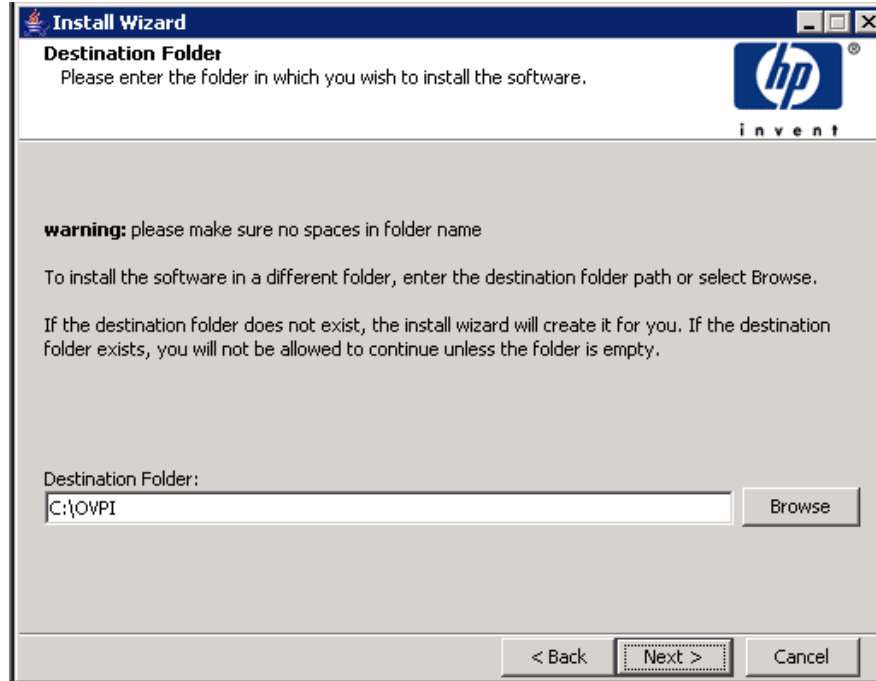 Install Wizard
Destination Folder
Please enter the folder in which you wish to install the software.
hp
®
invent
warning: please make sure no spaces in folder name
To install the software in a different folder, enter the destination folder path or select Browse.
If the destination folder does not exist, the install wizard will create it for you. If the destination
folder exists, you will not be allowed to continue unless the folder is empty.
Destination Folder:
C:\OVPI
Browse
< Back
Next >
Cancel